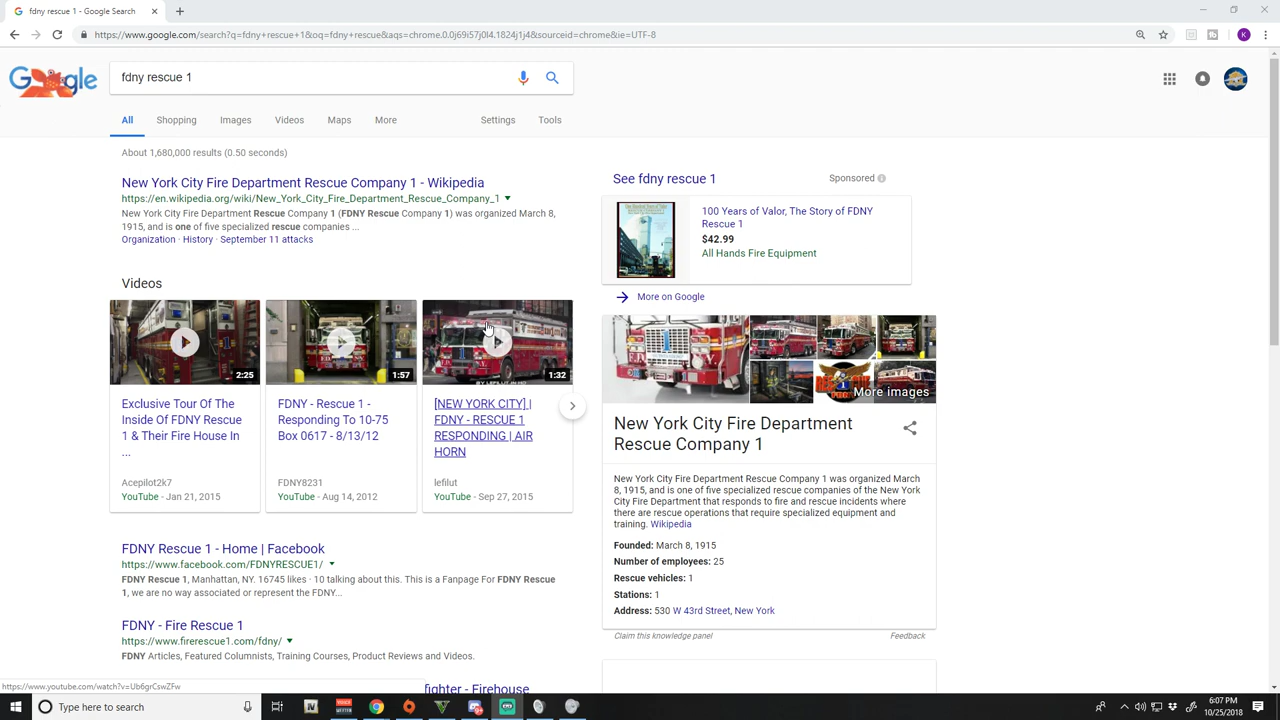 fdny rescue 1 - Google Search
https://www.google.com/search?q=fdny+rescue+1&oq=fdny+rescue&aqs=chrome.0.0j69i57j0l4.1824j1j4&sourceid=chrome&ie=UTF-8
K
Google
fdny rescue 1
All
Shopping
Images
Videos
Maps
More
Settings
Tools
About 1,680,000 results (0.50 seconds)
New York City Fire Department Rescue Company 1 - Wikipedia
https://en.wikipedia.org/wiki/New_York_City_Fire_Department_Rescue_Company_1
New York City Fire Department Rescue Company 1 (FDNY Rescue Company 1) was organized March 8,
1915, and is one of five specialized rescue companies ...
Organization · History · September 11 attacks
Videos
2:25
Exclusive Tour Of The
Inside Of FDNY Rescue
1 & Their Fire House In
...
Acepilot2k7
YouTube - Jan 21, 2015
1:57
FDNY - Rescue 1 -
Responding To 10-75
Box 0617 - 8/13/12
FDNY8231
YouTube - Aug 14, 2012
1:32
[NEW YORK CITY] |
FDNY - RESCUE 1
RESPONDING | AIR
HORN
lefilut
YouTube - Sep 27, 2015
FDNY Rescue 1 - Home | Facebook
https://www.facebook.com/FDNYRESCUE1/
FDNY Rescue 1, Manhattan, NY. 16745 likes · 10 talking about this. This is a Fanpage For FDNY Rescue
1, we are no way associated or represent the FDNY...
FDNY - Fire Rescue 1
https://www.firerescue1.com/fdny/
FDNY Articles, Featured Columnists, Training Courses, Product Reviews and Videos.
fighter - Firehouse
See fdny rescue 1
Sponsored
100 Years of Valor, The Story of FDNY
Rescue 1
$42.99
All Hands Fire Equipment
More on Google
More images
New York City Fire Department
Rescue Company 1
New York City Fire Department Rescue Company 1 was organized March
8, 1915, and is one of five specialized rescue companies of the New York
City Fire Department that responds to fire and rescue incidents where
there are rescue operations that require specialized equipment and
training. Wikipedia
Founded: March 8, 1915
Number of employees: 25
Rescue vehicles: 1
Stations: 1
Address: 530 W 43rd Street, New York
Claim this knowledge panel
Feedback
https://www.youtube.com/watch?v=Ub6grCswZFw
Type here to search
6:07 PM
10/25/2018